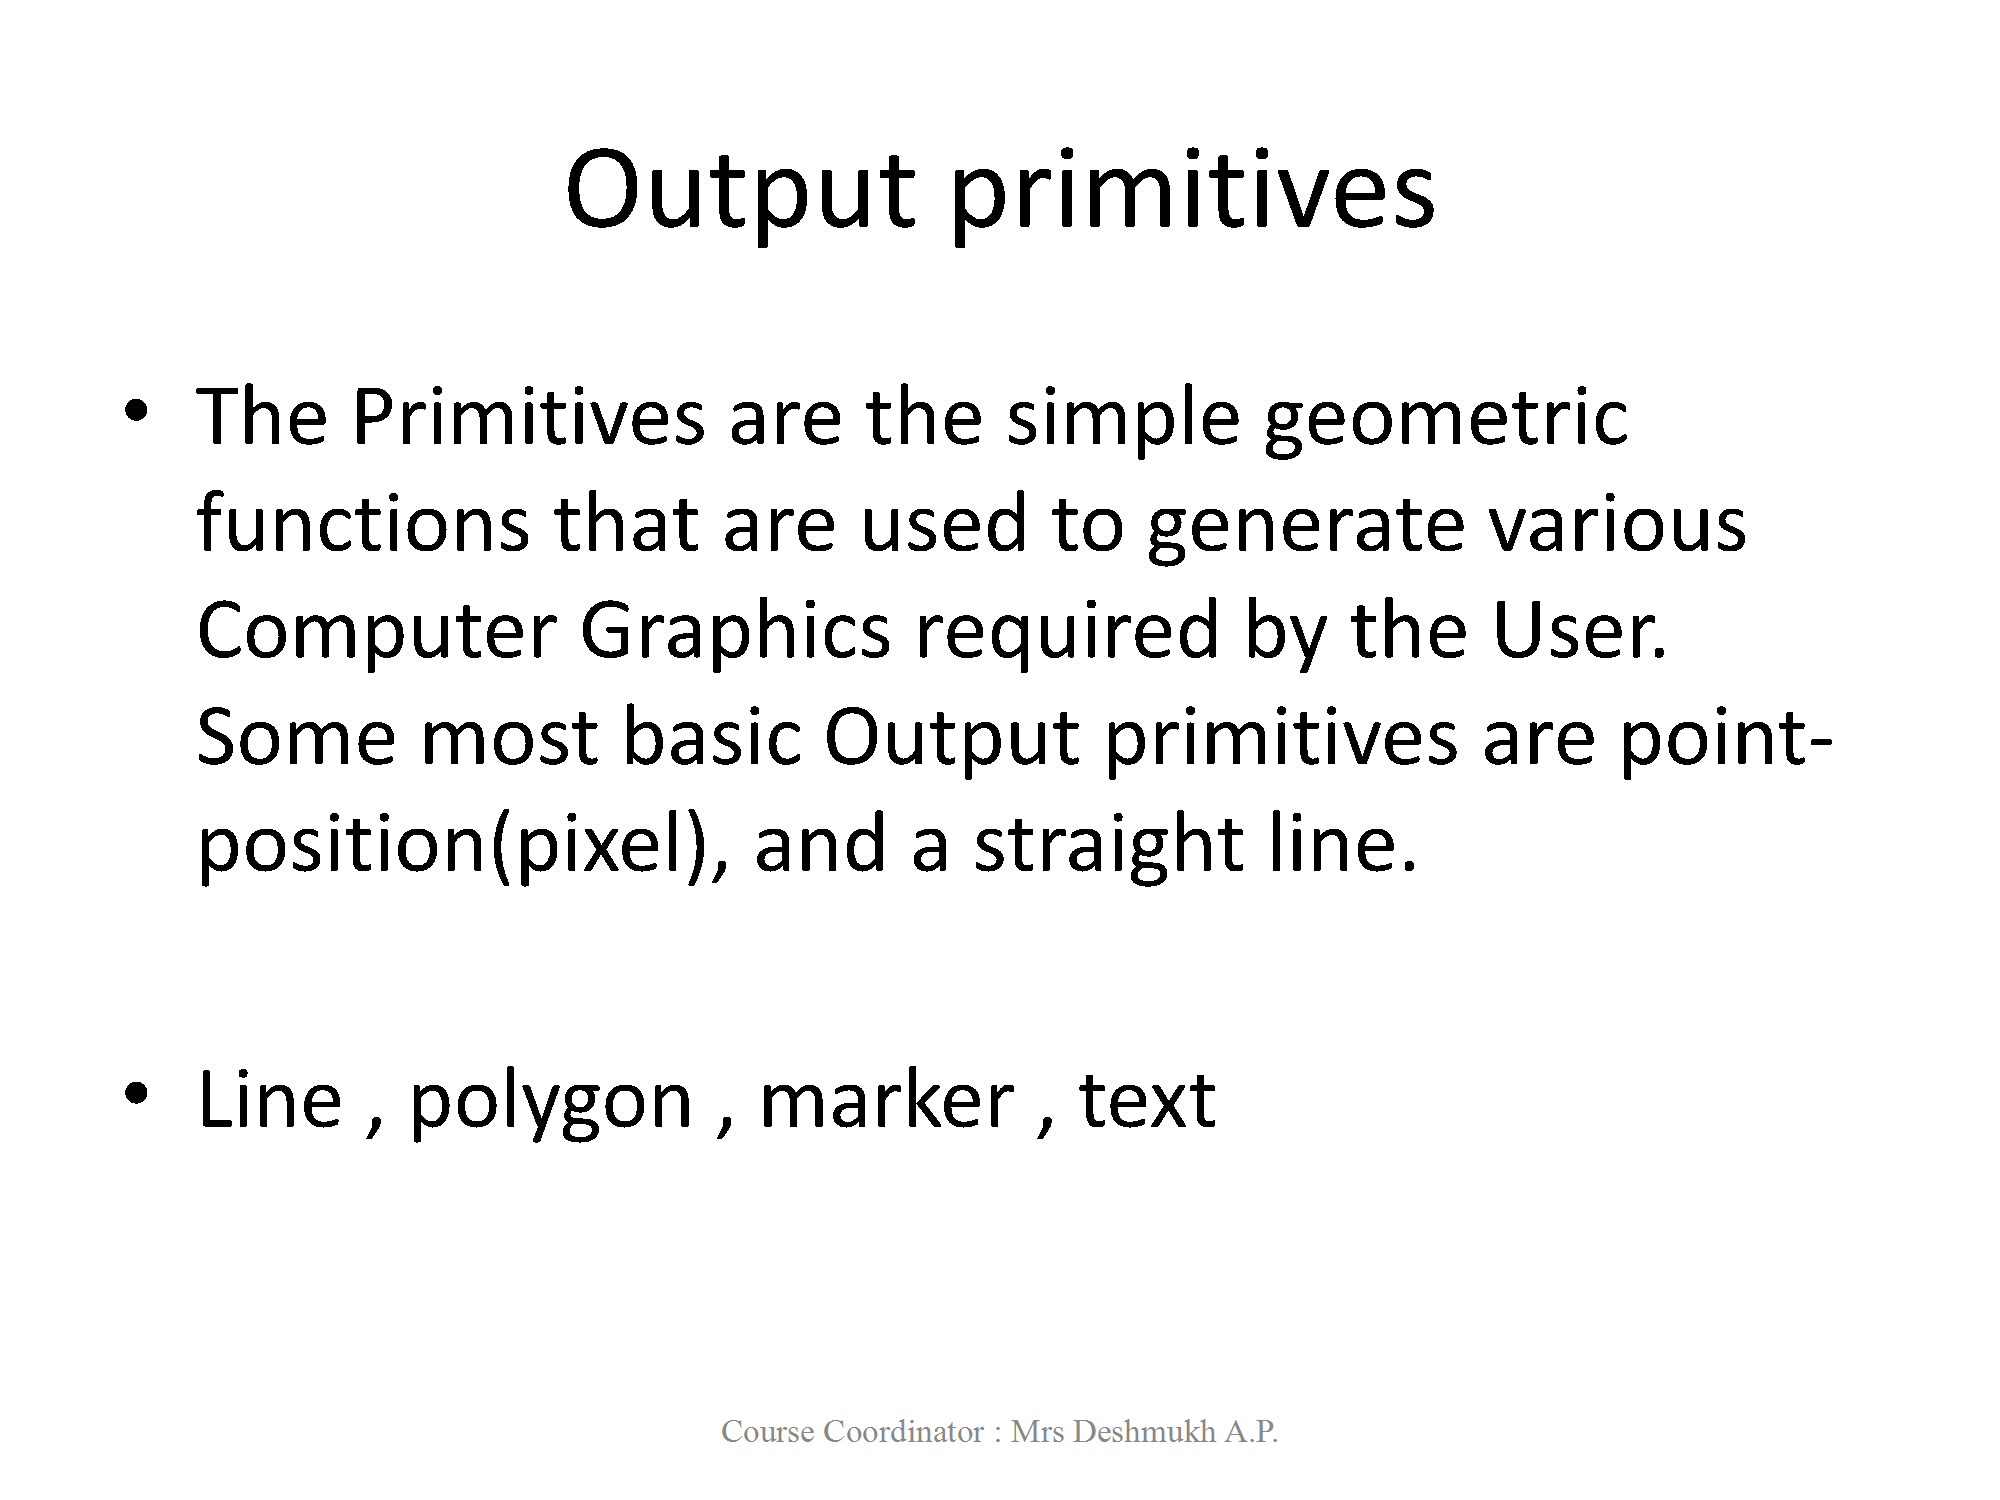 Output primitives
• The Primitives are the simple geometric
functions that are used to generate various
Computer Graphics required by the User.
Some most basic Output primitives are point-
position(pixel), and a straight line.
• Line , polygon , marker , text
Course Coordinator : Mrs Deshmukh A.P.